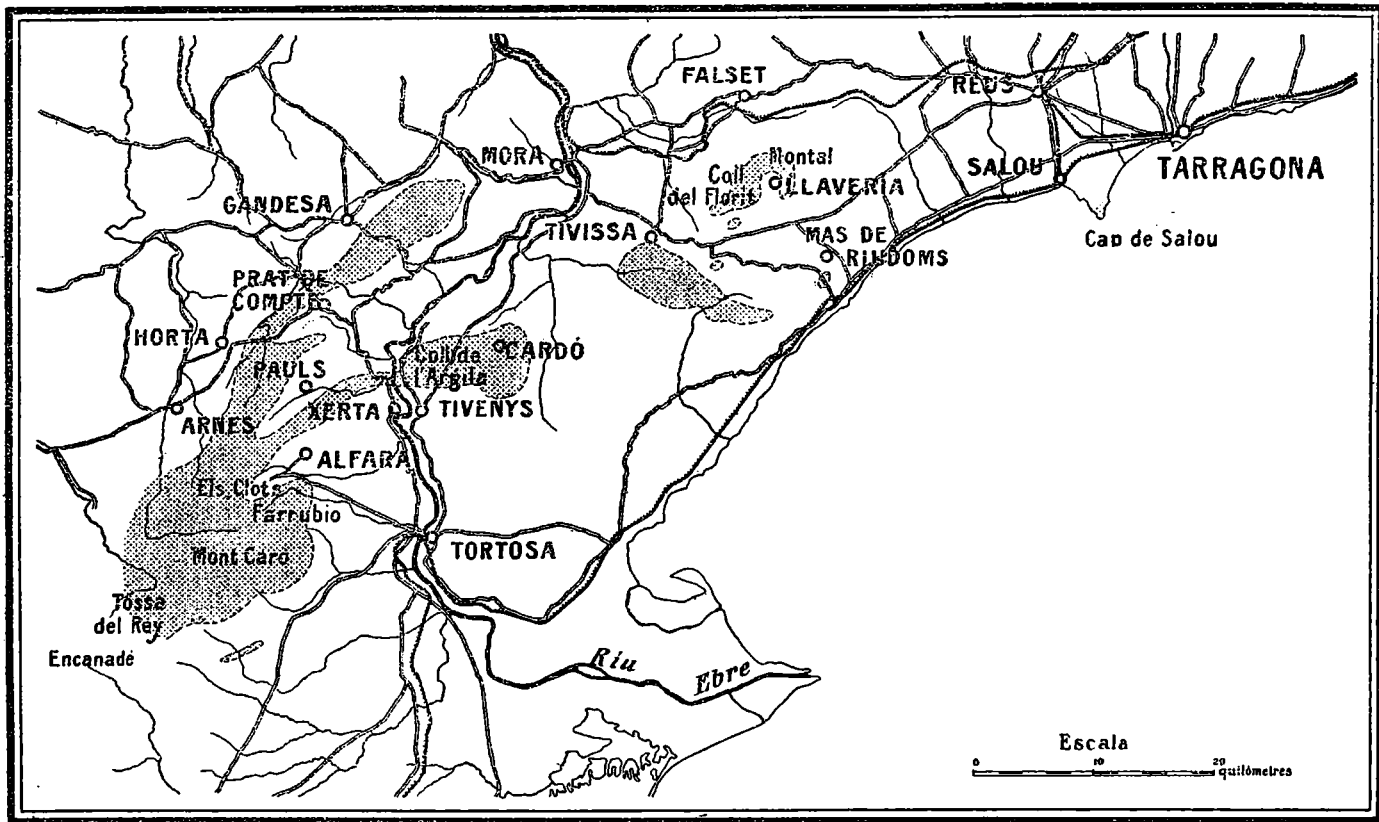 FALSET
REUS
MORA
Montal
Coll
del Florit
LLAVERIA
SALOU
TARRAGONA
GANDESA
TIVISSA
MAS DE
RIUDOMS
Cap de Salou
PRAT DE
COMPTE
HORTA
Coll de
l'Argila
CARDÓ
PAULS
ARNES
XERTA
TIVENYS
ALFARA
Els Clots
Farrubio
Mont Caro
TORTOSA
Tossa
del Rey
Encanadé
Riu
Ebre
Escala
0 10 20
quilómetres